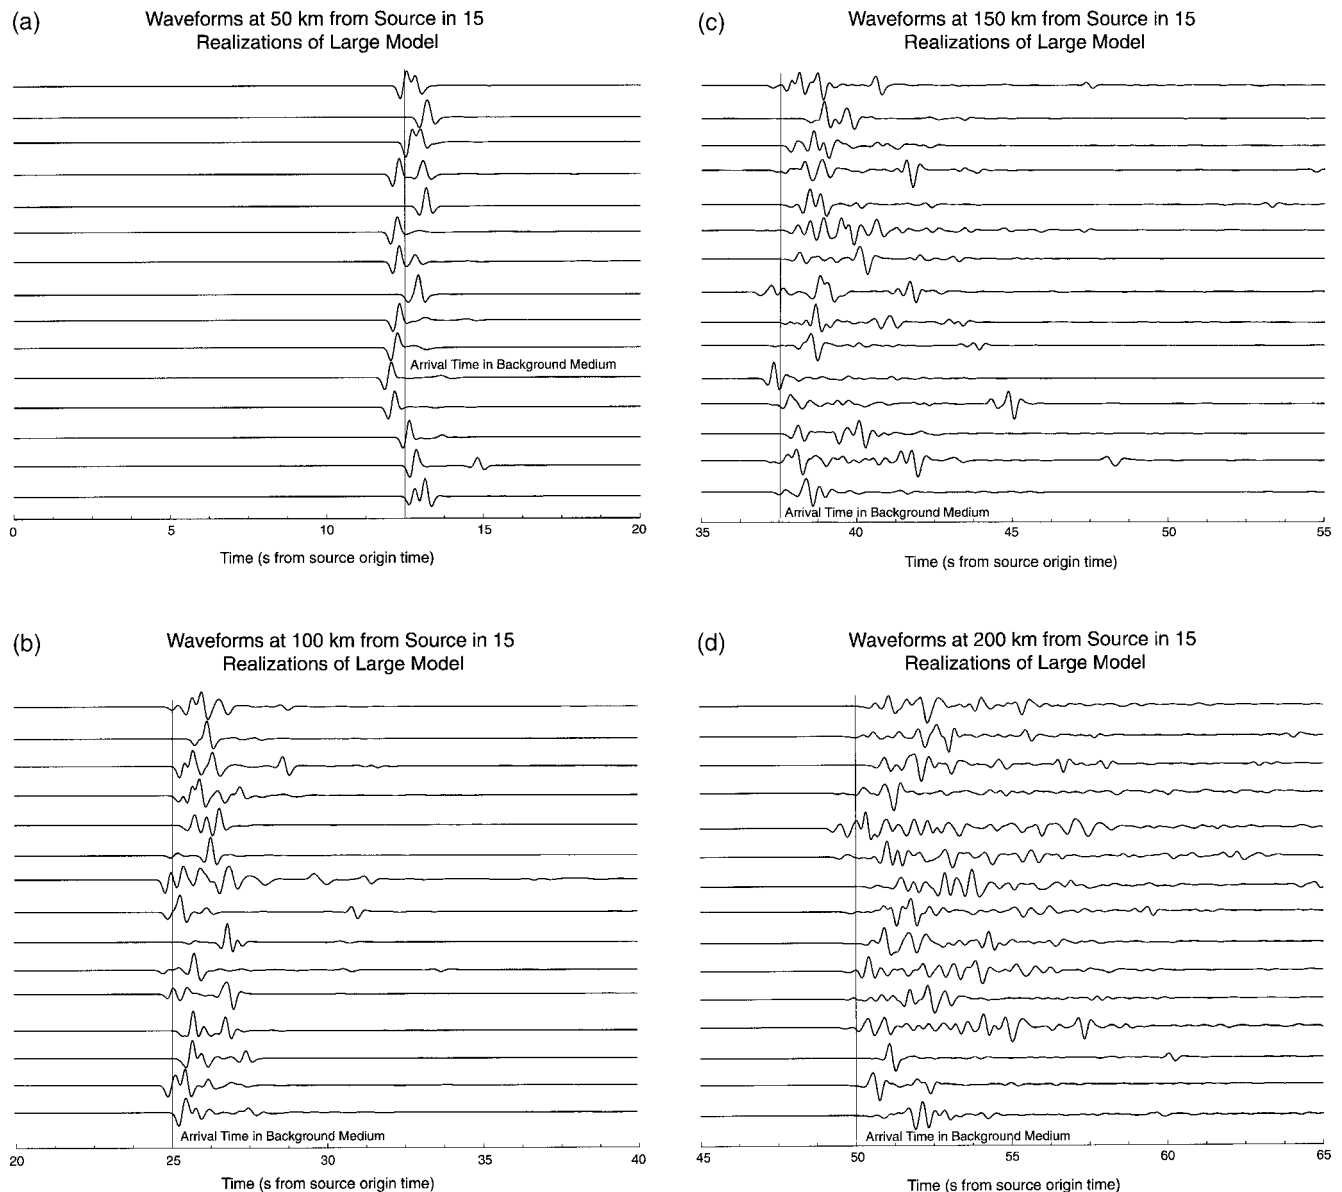 (a)
Waveforms at 50 km from Source in 15
Realizations of Large Model
Arrival Time in Background Medium
0 5 10 15 20
Time (s from source origin time)
(c)
Waveforms at 150 km from Source in 15
Realizations of Large Model
Arrival Time in Background Medium
35 40 45 50 55
Time (s from source origin time)
(b)
Waveforms at 100 km from Source in 15
Realizations of Large Model
Arrival Time in Background Medium
20 25 30 35 40
Time (s from source origin time)
(d)
Waveforms at 200 km from Source in 15
Realizations of Large Model
Arrival Time in Background Medium
45 50 55 60 65
Time (s from source origin time)